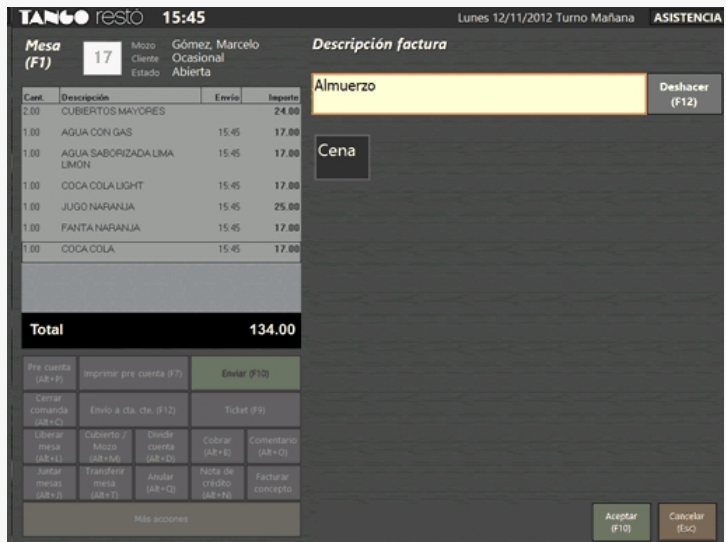 TANGO restó 15:45 Lunes 12/11/2012 Turno Mañana ASISTENCIA
Mesa (F1) 17
Mozo Gómez, Marcelo
Cliente Ocasional
Estado Abierta
Descripción factura
Almuerzo
Deshacer (F12)
Cena
Cant. Descripción Envío Importe
2.00 CUBIERTOS MAYORES 24.00
1.00 AGUA CON GAS 15:45 17.00
1.00 AGUA SABORIZADA LIMA 15:45 17.00
LIMON
1.00 COCA COLA LIGHT 15:45 17.00
1.00 JUGO NARANJA 15:45 25.00
1.00 FANTA NARANJA 15:45 17.00
1.00 COCA COLA 15:45 17.00
Total 134.00
Pre cuenta (Alt+P)
Imprimir pre cuenta (F7)
Enviar (F10)
Cerrar comanda (Alt+C)
Envío a cta. cte. (F12)
Ticket (F9)
Liberar mesa (Alt+L)
Cubierto / Mozo (Alt+M)
Dividir cuenta (Alt+D)
Cobrar (Alt+E)
Comentario (Alt+O)
Juntar mesas (Alt+J)
Transferir mesa (Alt+T)
Anular (Alt+Q)
Nota de crédito (Alt+N)
Facturar concepto
Más acciones
Aceptar (F10)
Cancelar (Esc)